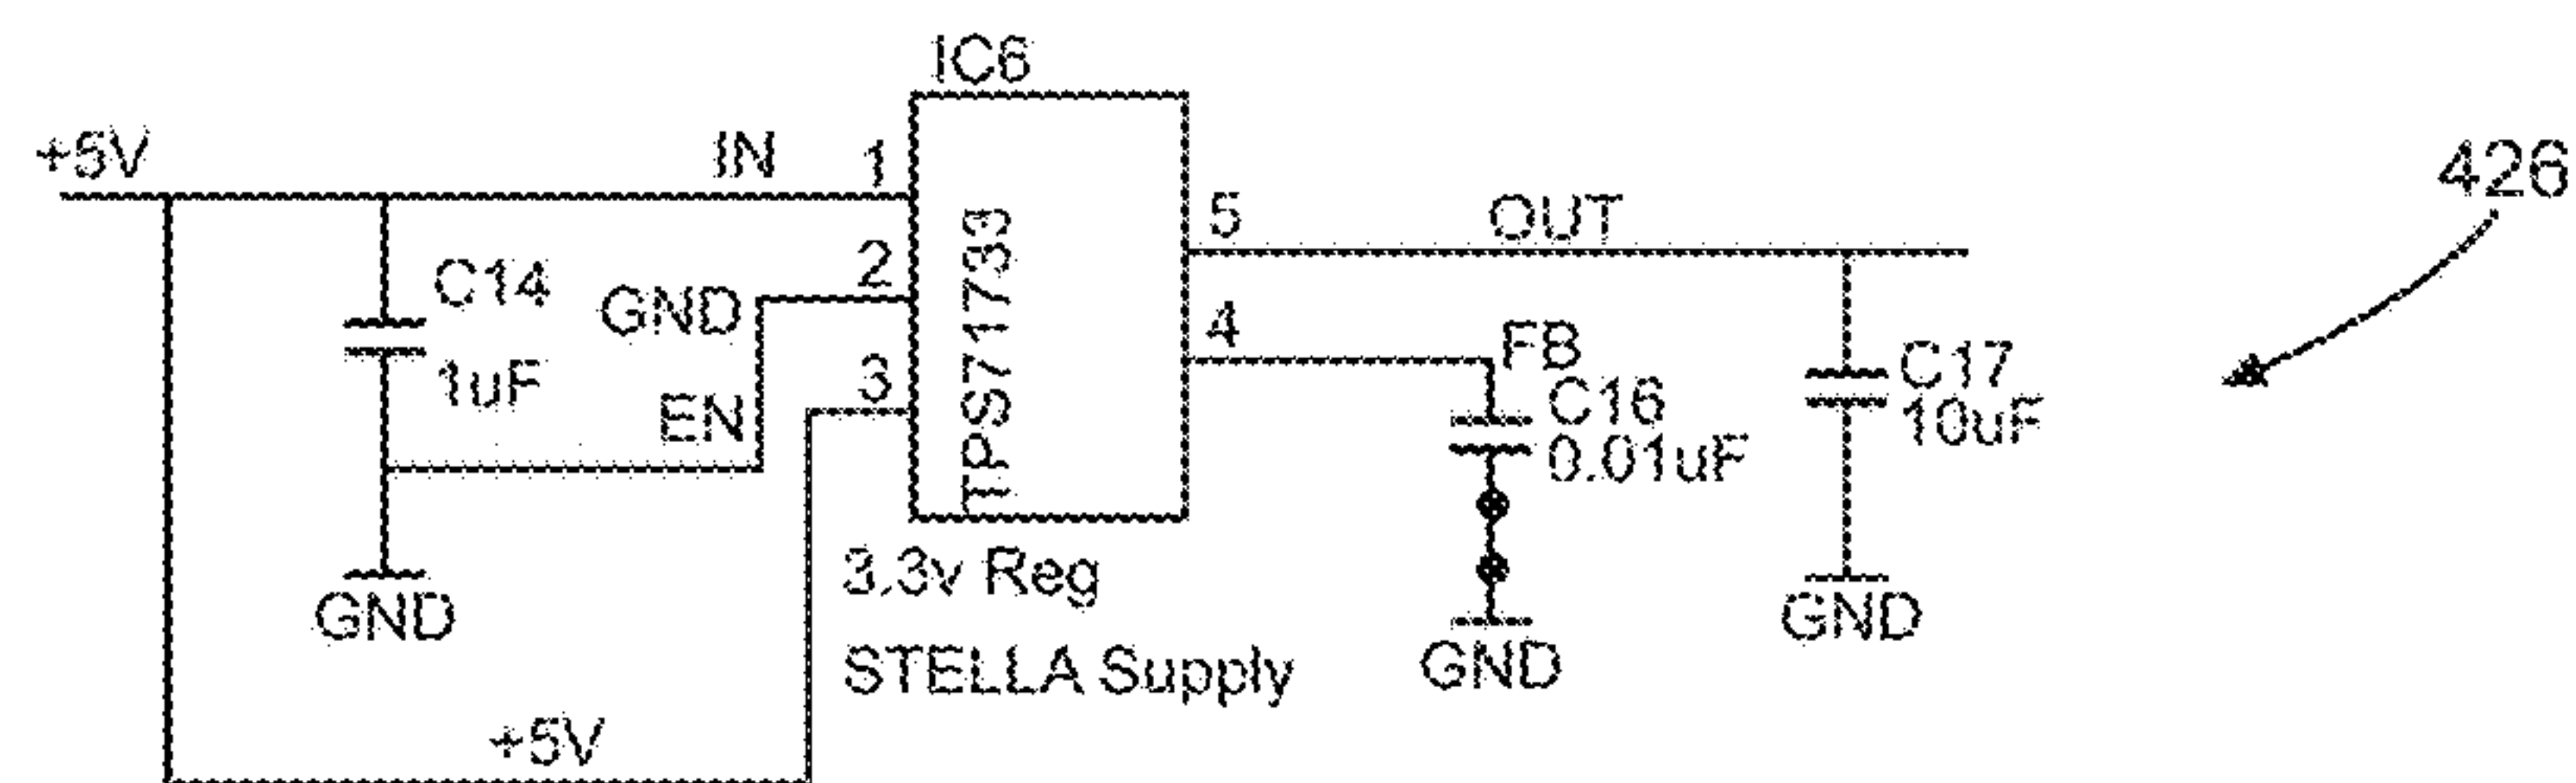 IC6
+5V
IN
1
2
3
GND
EN
C14
1uF
GND
+5V
TPS71733
3.3v Reg
STELLA Supply
5
OUT
4
FB
C16
0.01uF
GND
C17
10uF
GND
426